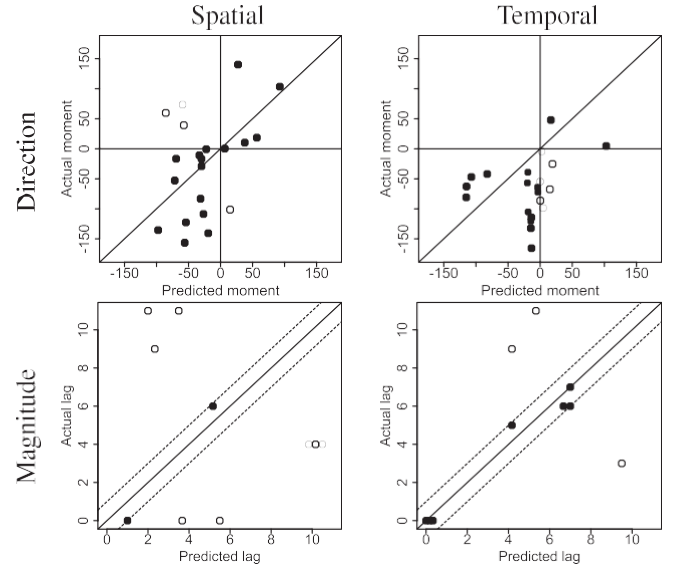 Spatial
Temporal
Direction
Actual moment
-150 -50 0 50 150
-150 -50 0 50 150
Predicted moment
Actual moment
-150 -50 0 50 150
-150 -50 0 50 150
Predicted moment
Magnitude
Actual lag
0 2 4 6 8 10
0 2 4 6 8 10
Predicted lag
Actual lag
0 2 4 6 8 10
0 2 4 6 8 10
Predicted lag